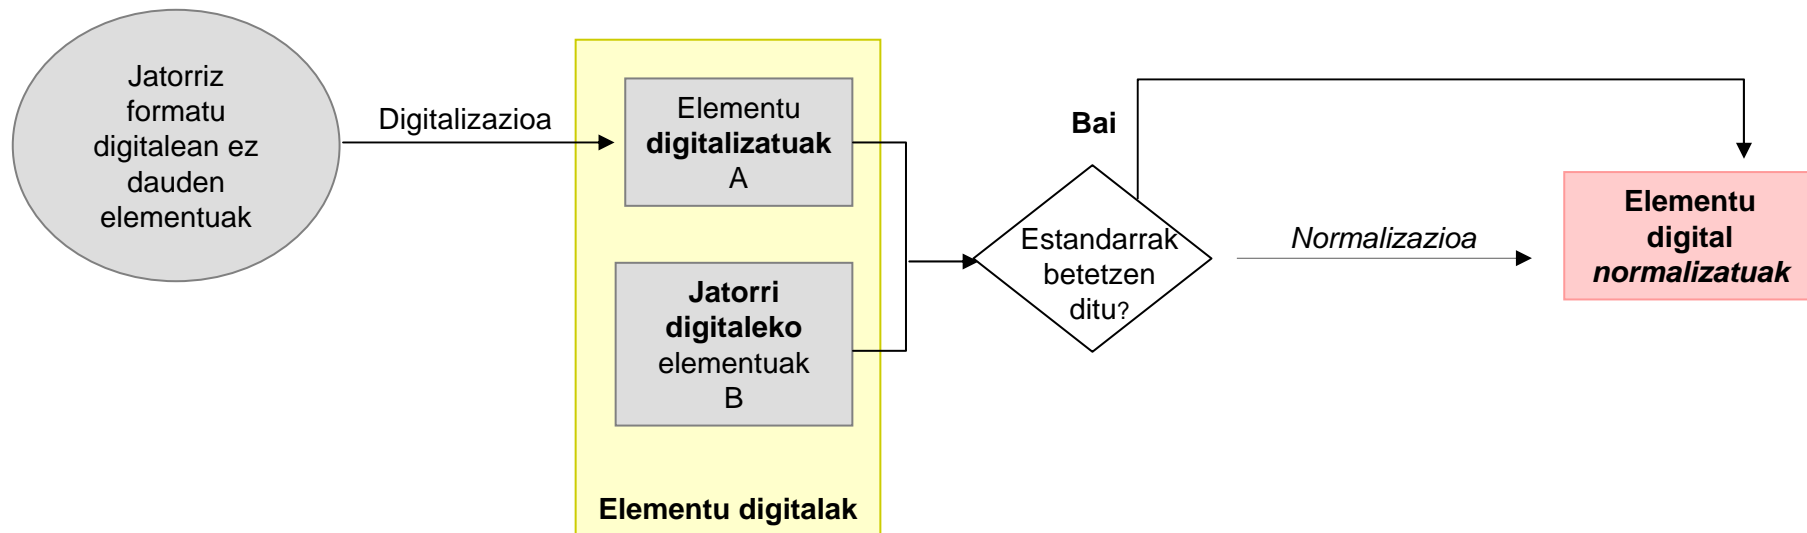 Jatorriz
formatu
digitalean ez
dauden
elementuak
Digitalizazioa
Elementu
digitalizatuak
A
Jatorri
digitaleko
elementuak
B
Elementu digitalak
Bai
Estandarrak
betetzen
ditu?
Normalizazioa
Elementu
digital
normalizatuak